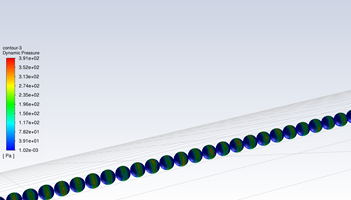 contour-3
Dynamic Pressure
3.91e+02
3.52e+02
3.13e+02
2.74e+02
2.35e+02
1.96e+02
1.56e+02
1.17e+02
7.82e+01
3.91e+01
1.02e-03
[ Pa ]